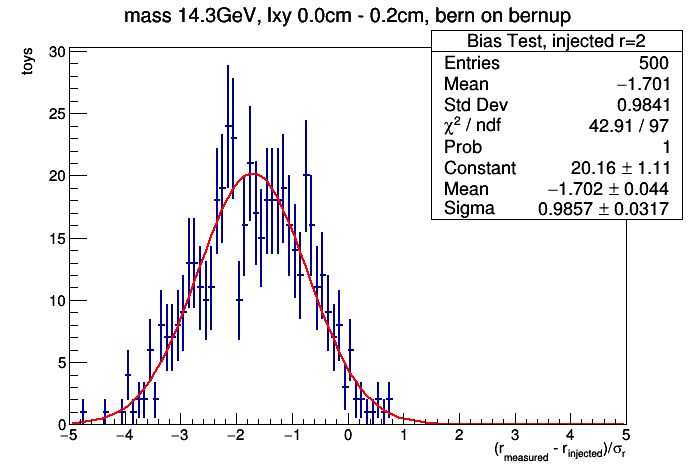 mass 14.3GeV, lxy 0.0cm - 0.2cm, bern on bernup
Bias Test, injected r=2
Entries 500
Mean −1.701
Std Dev 0.9841
χ² / ndf 42.91 / 97
Prob 1
Constant 20.16 ± 1.11
Mean −1.702 ± 0.044
Sigma 0.9857 ± 0.0317
toys
30
25
20
15
10
5
0
−5 −4 −3 −2 −1 0 1 2 3 4 5
(r_measured - r_injected)/σ_r